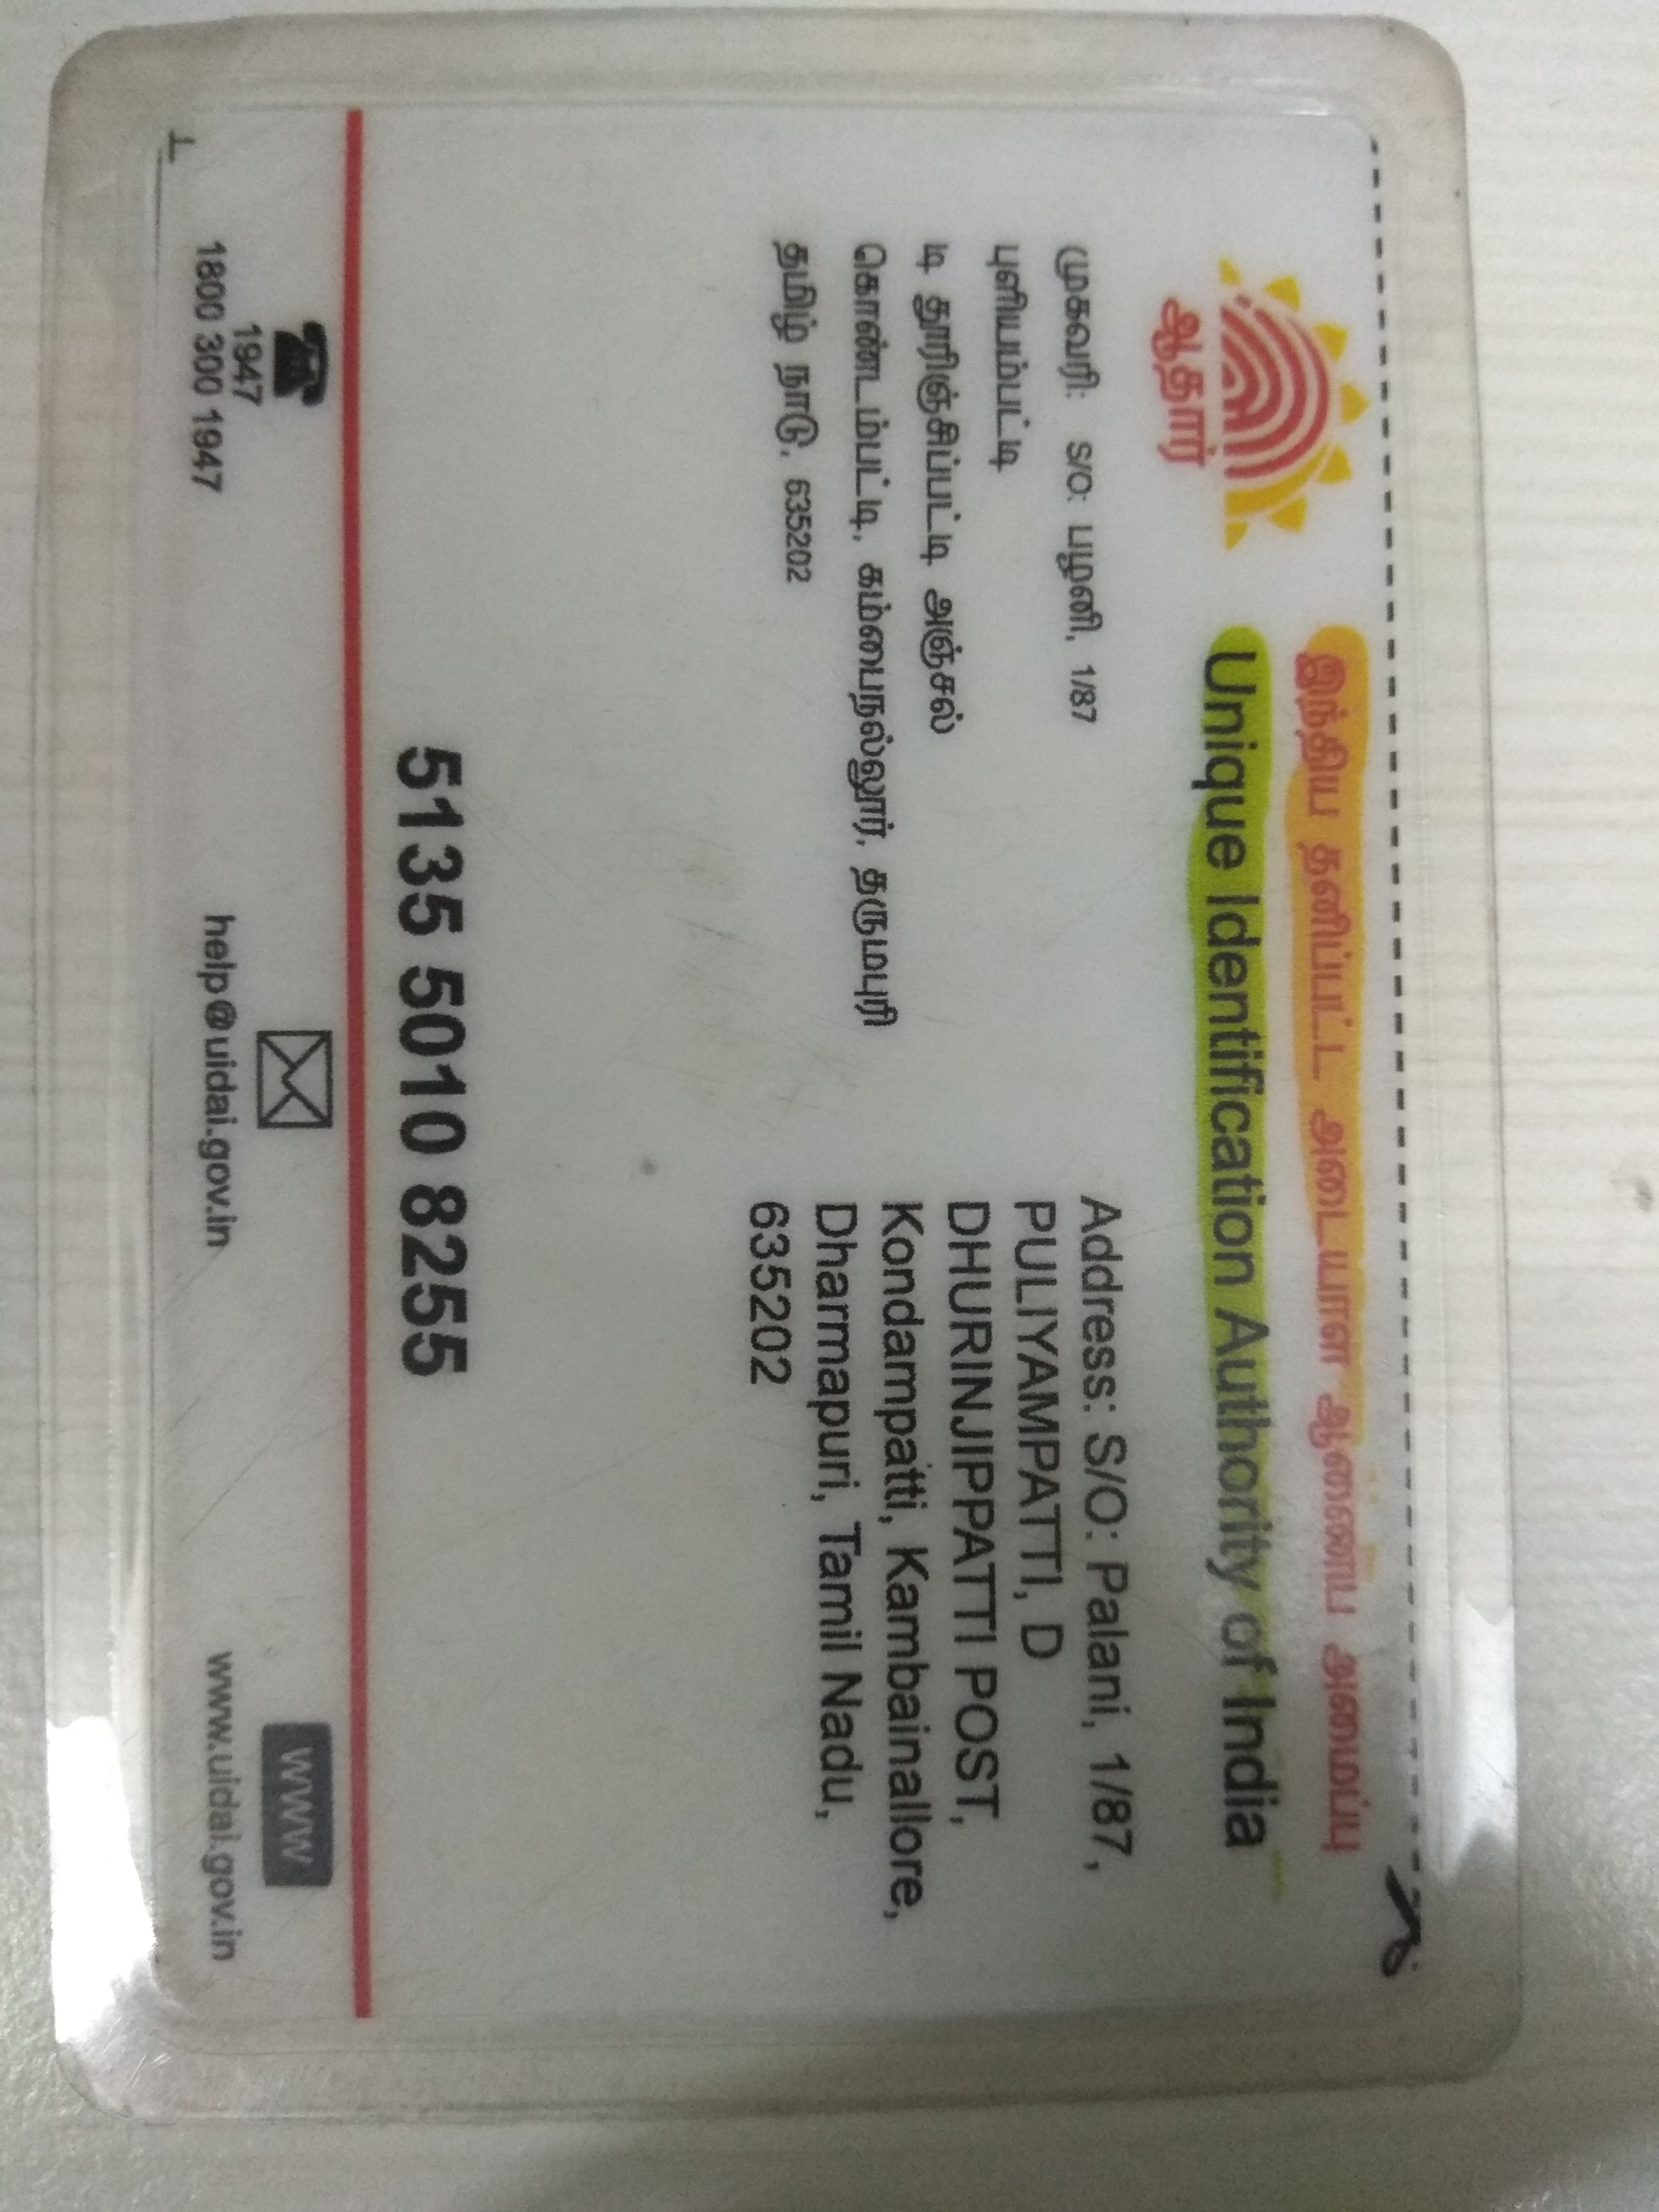 இந்திய தனிப்பட்ட அடையாள ஆணைய அமைப்பு
Unique Identification Authority of India
ஆதார்
முகவரி: S/O: பழனி, 1/87
புளியம்பட்டி
டி துரிஞ்சிப்பட்டி அஞ்சல்
கொண்டம்பட்டி, கம்பைநல்லூர், தருமபுரி
தமிழ் நாடு, 635202
Address: S/O: Palani, 1/87,
PULIYAMPATTI, D
DHURINJIPPATTI POST,
Kondampatti, Kambainallore,
Dharmapuri, Tamil Nadu,
635202
5135 5010 8255
1947
1800 300 1947
help@uidai.gov.in
www
www.uidai.gov.in